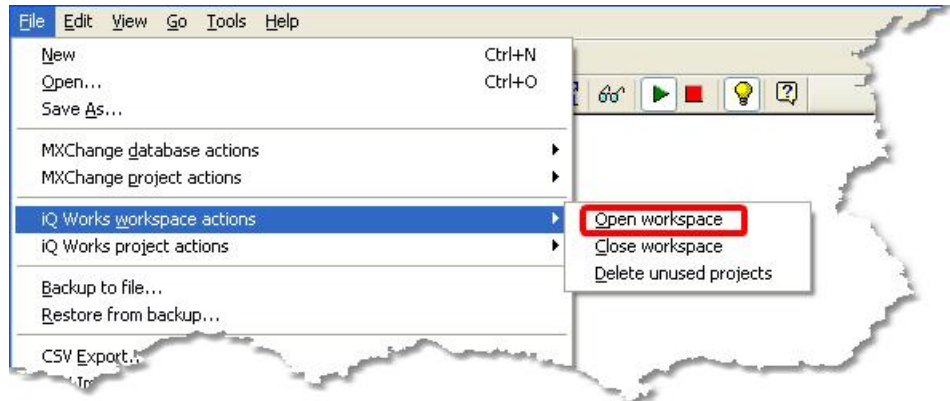 File Edit View Go Tools Help
New Ctrl+N
Open... Ctrl+O
Save As...
MXChange database actions
MXChange project actions
iQ Works workspace actions
iQ Works project actions
Open workspace
Close workspace
Delete unused projects
Backup to file...
Restore from backup...
CSV Export...